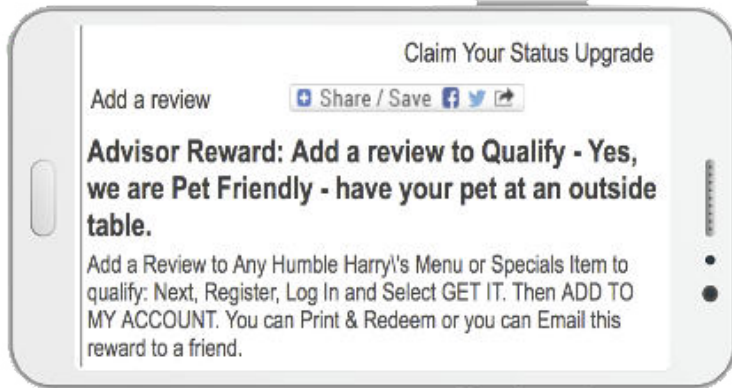 Claim Your Status Upgrade
Add a review
Share / Save
Advisor Reward: Add a review to Qualify - Yes,
we are Pet Friendly - have your pet at an outside
table.
Add a Review to Any Humble Harry\'s Menu or Specials Item to
qualify: Next, Register, Log In and Select GET IT. Then ADD TO
MY ACCOUNT. You can Print & Redeem or you can Email this
reward to a friend.